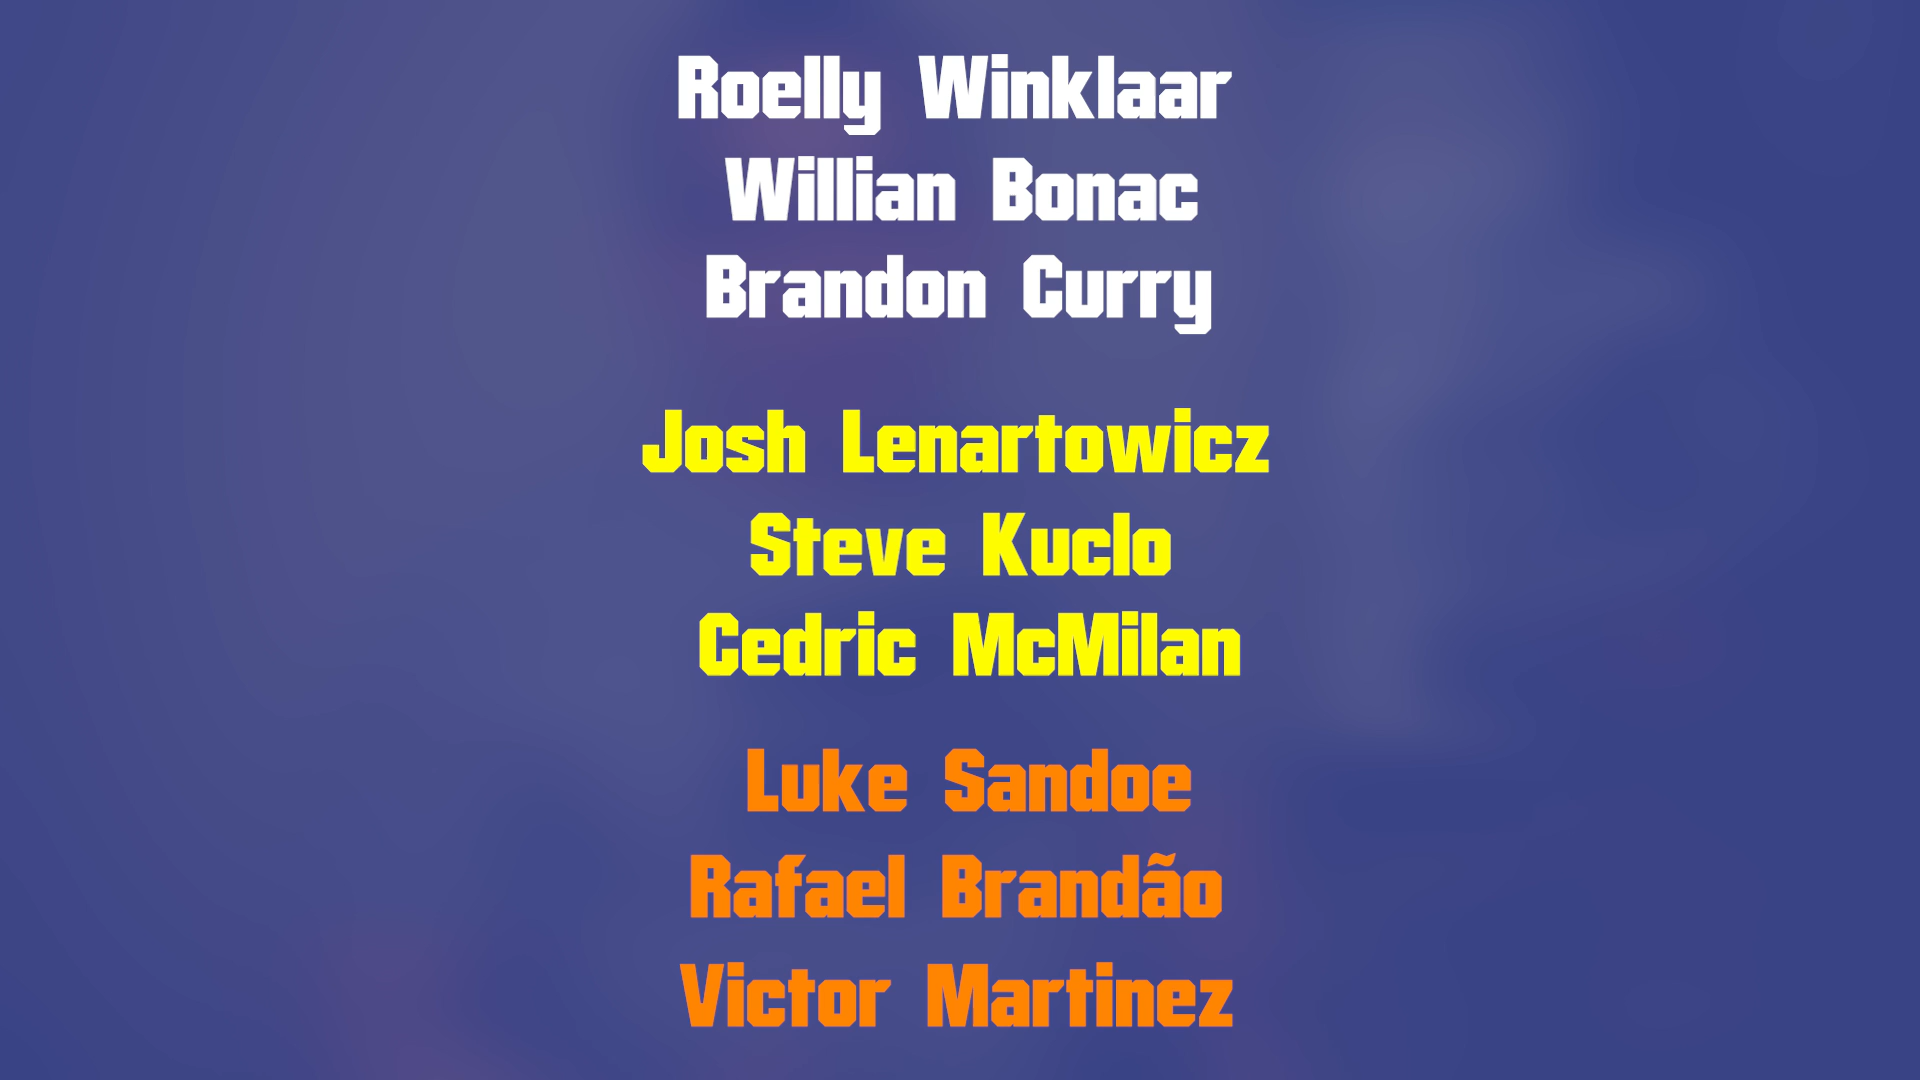 Roelly Winklaar
Willian Bonac
Brandon Curry
Josh Lenartowicz
Steve Kuclo
Cedric McMilan
Luke Sandoe
Rafael Brandão
Victor Martinez